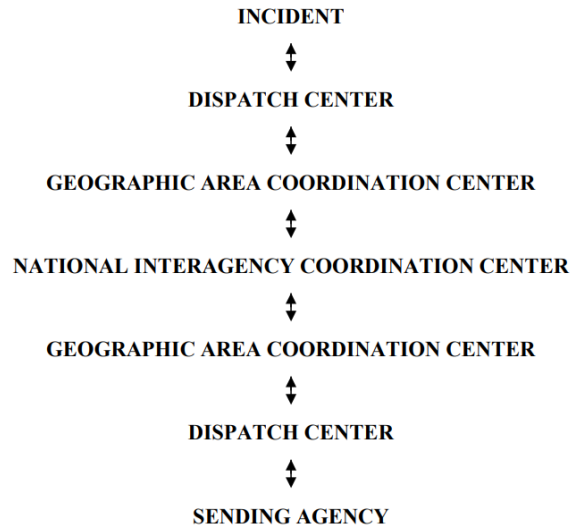 INCIDENT
DISPATCH CENTER
GEOGRAPHIC AREA COORDINATION CENTER
NATIONAL INTERAGENCY COORDINATION CENTER
GEOGRAPHIC AREA COORDINATION CENTER
DISPATCH CENTER
SENDING AGENCY